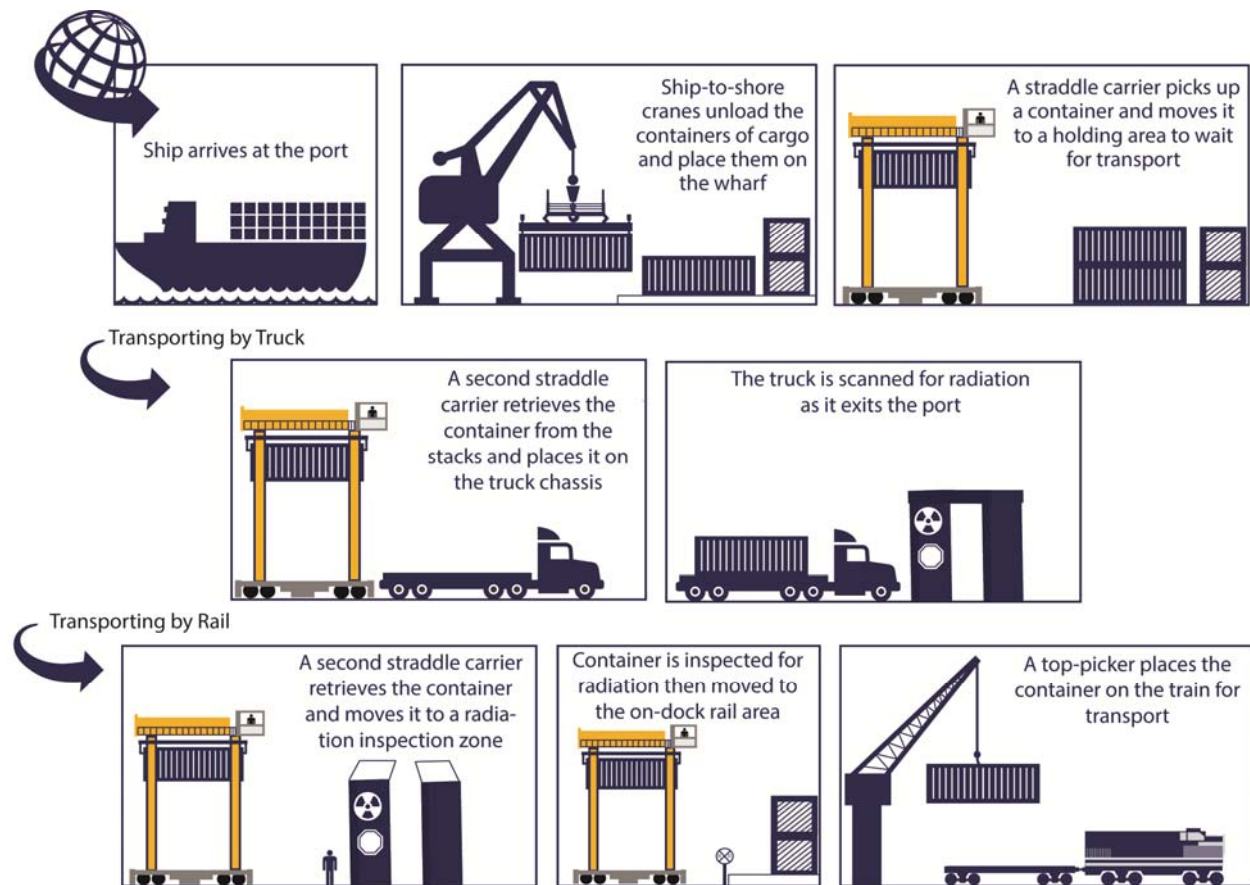 Ship arrives at the port
Ship-to-shore
cranes unload the
containers of cargo
and place them on
the wharf
A straddle carrier picks up
a container and moves it
to a holding area to wait
for transport
Transporting by Truck
A second straddle
carrier retrieves the
container from the
stacks and places it on
the truck chassis
The truck is scanned for radiation
as it exits the port
Transporting by Rail
A second straddle carrier
retrieves the container
and moves it to a radia-
tion inspection zone
Container is inspected for
radiation then moved to
the on-dock rail area
A top-picker places the
container on the train for
transport